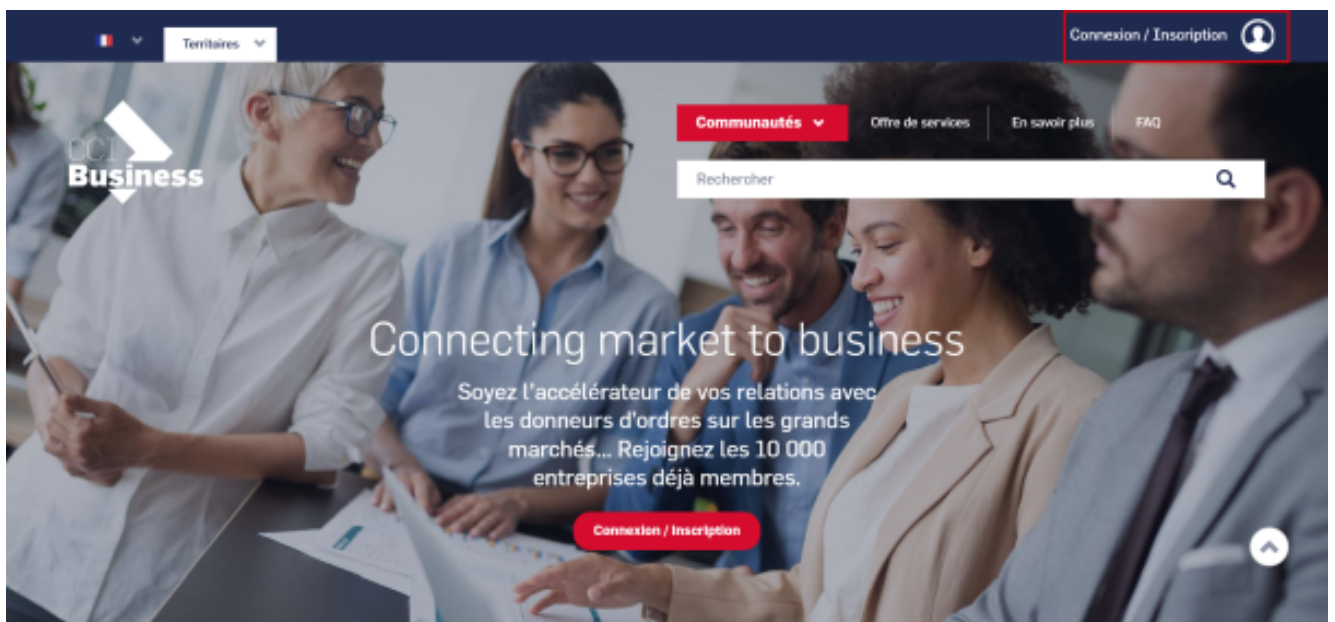 Territoires
Connexion / Inscription
CCI
Business
Communautés
Offre de services
En savoir plus
FAQ
Rechercher
Connecting market to business
Soyez l'accélérateur de vos relations avec
les donneurs d'ordres sur les grands
marchés... Rejoignez les 10 000
entreprises déjà membres.
Connexion / Inscription